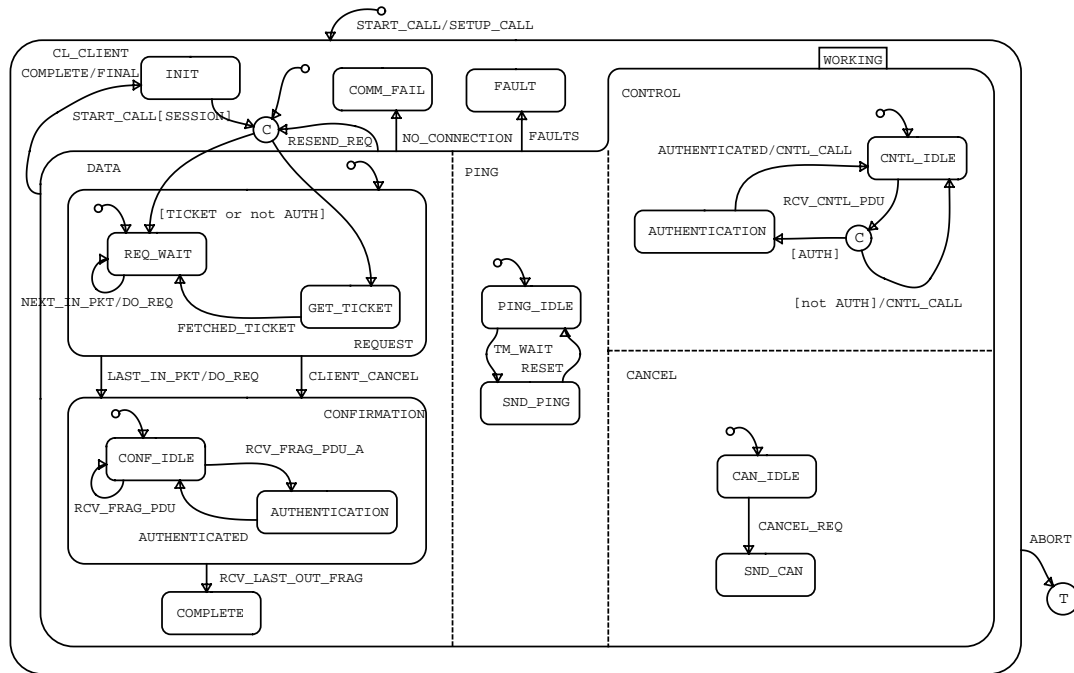 START_CALL/SETUP_CALL
CL_CLIENT
WORKING
COMPLETE/FINAL
INIT
COMM_FAIL
FAULT
CONTROL
START_CALL[SESSION]
C
RESEND_REQ
NO_CONNECTION
FAULTS
DATA
PING
AUTHENTICATED/CNTL_CALL
CNTL_IDLE
RCV_CNTL_PDU
[TICKET or not AUTH]
AUTHENTICATION
C
[AUTH]
REQ_WAIT
NEXT_IN_PKT/DO_REQ
GET_TICKET
PING_IDLE
[not AUTH]/CNTL_CALL
FETCHED_TICKET
REQUEST
TM_WAIT
RESET
LAST_IN_PKT/DO_REQ
CLIENT_CANCEL
CANCEL
SND_PING
CONFIRMATION
CONF_IDLE
RCV_FRAG_PDU_A
CAN_IDLE
RCV_FRAG_PDU
AUTHENTICATION
CANCEL_REQ
AUTHENTICATED
ABORT
RCV_LAST_OUT_FRAG
SND_CAN
COMPLETE
T